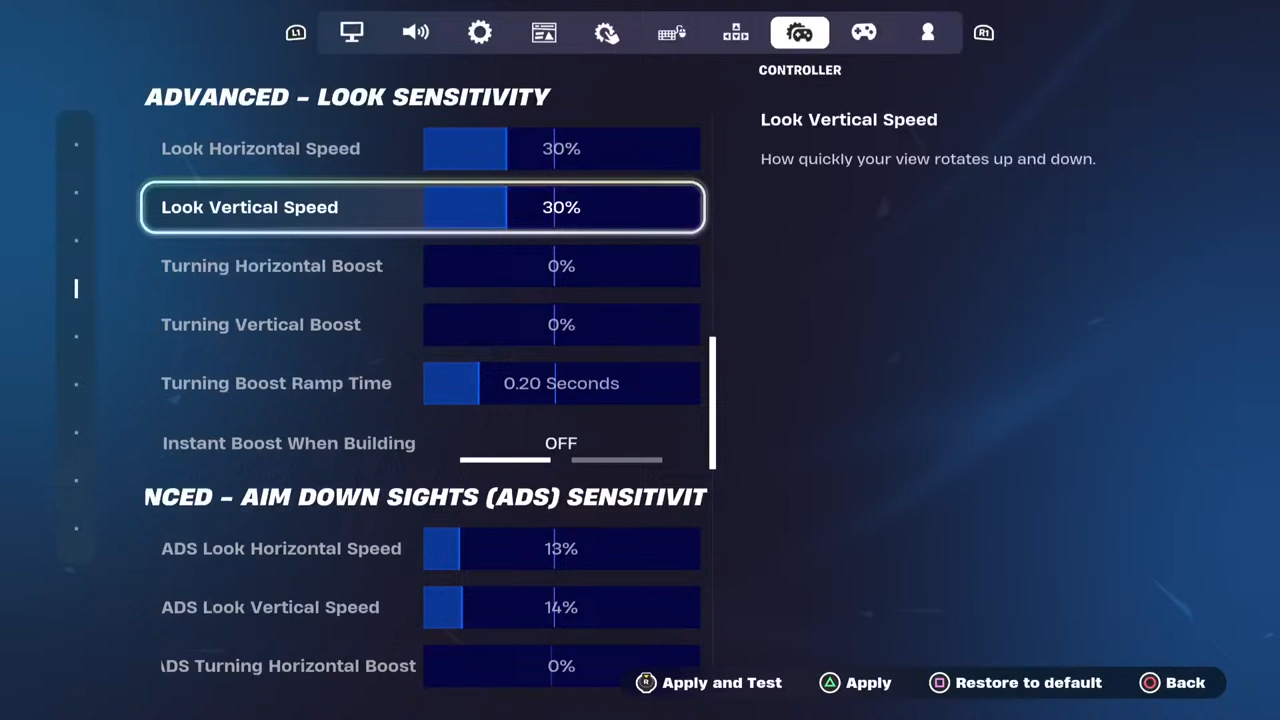 L1
R1
CONTROLLER
ADVANCED – LOOK SENSITIVITY
Look Horizontal Speed 30%
Look Vertical Speed 30%
Turning Horizontal Boost 0%
Turning Vertical Boost 0%
Turning Boost Ramp Time 0.20 Seconds
Instant Boost When Building OFF
NCED – AIM DOWN SIGHTS (ADS) SENSITIVIT
ADS Look Horizontal Speed 13%
ADS Look Vertical Speed 14%
ADS Turning Horizontal Boost 0%
Look Vertical Speed
How quickly your view rotates up and down.
R Apply and Test Apply Restore to default Back